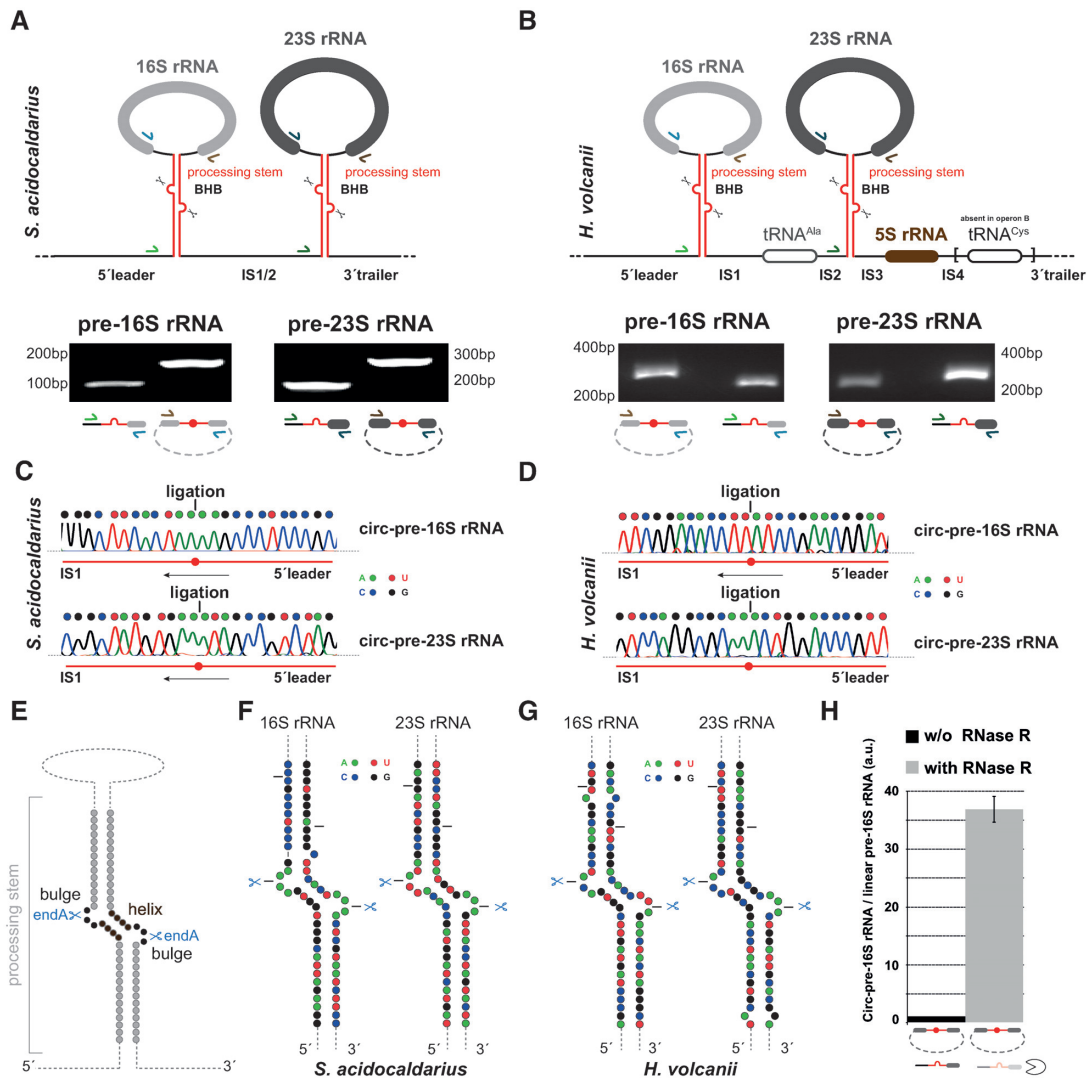 A
S. acidocaldarius
16S rRNA
23S rRNA
processing stem
BHB
processing stem
BHB
5´leader
IS1/2
3´trailer
pre-16S rRNA
pre-23S rRNA
200bp
100bp
300bp
200bp
B
H. volcanii
16S rRNA
23S rRNA
processing stem
BHB
processing stem
BHB
absent in operon B
tRNAAla
5S rRNA
tRNACys
[ ]
5´leader
IS1
IS2
IS3
IS4
3´trailer
pre-16S rRNA
pre-23S rRNA
400bp
200bp
400bp
200bp
C
S. acidocaldarius
ligation
circ-pre-16S rRNA
IS1
5´leader
A U
C G
ligation
circ-pre-23S rRNA
IS1
5´leader
D
H. volcanii
ligation
circ-pre-16S rRNA
IS1
5´leader
A U
C G
ligation
circ-pre-23S rRNA
IS1
5´leader
E
processing stem
bulge
endA
helix
endA
bulge
5´
3´
F
16S rRNA
23S rRNA
A U
C G
5´
3´
5´
3´
S. acidocaldarius
G
16S rRNA
23S rRNA
A U
C G
5´
3´
5´
3´
H. volcanii
H
w/o RNase R
with RNase R
Circ-pre-16S rRNA / linear pre-16S rRNA (a.u.)
40
30
20
10
0